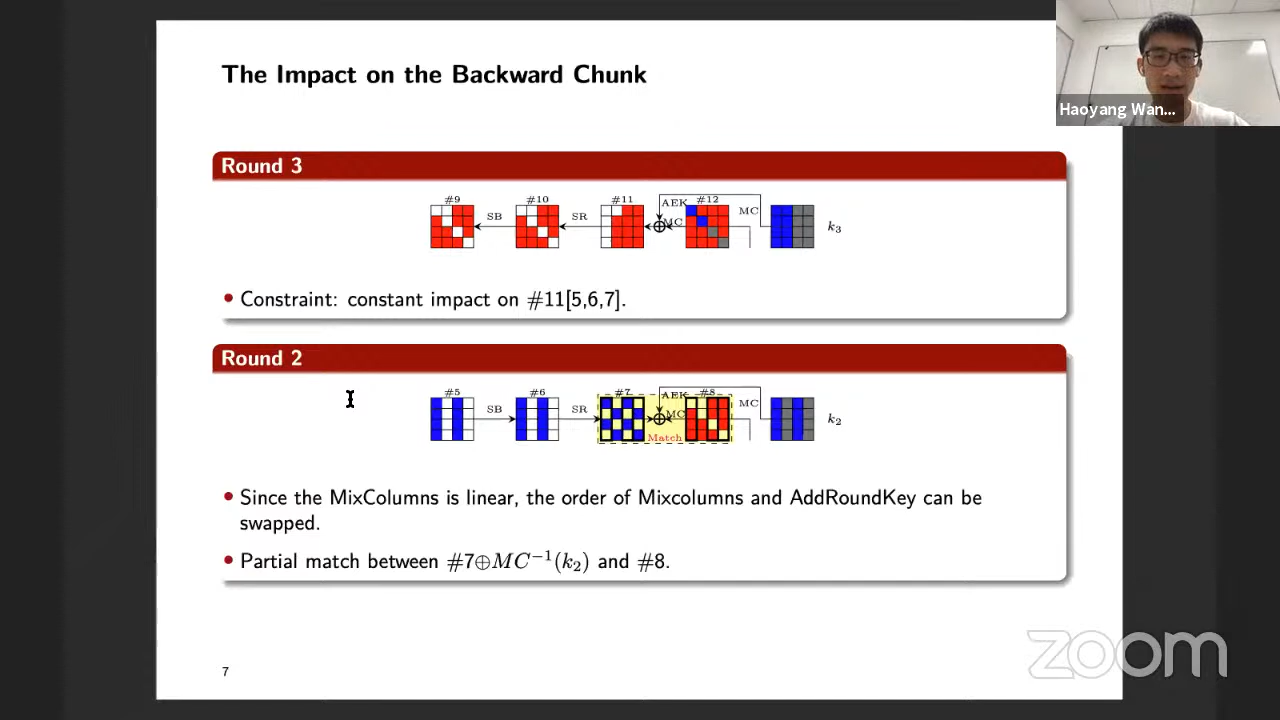 The Impact on the Backward Chunk
Haoyang Wan...
Round 3
#9
#10
#11
#12
SB
SR
AEK
MC
MC
k3
• Constraint: constant impact on #11[5,6,7].
Round 2
#5
#6
#7
#8
SB
SR
AEK
MC
MC
Match
k2
• Since the MixColumns is linear, the order of Mixcolumns and AddRoundKey can be
swapped.
• Partial match between #7⊕MC⁻¹(k₂) and #8.
zoom
7